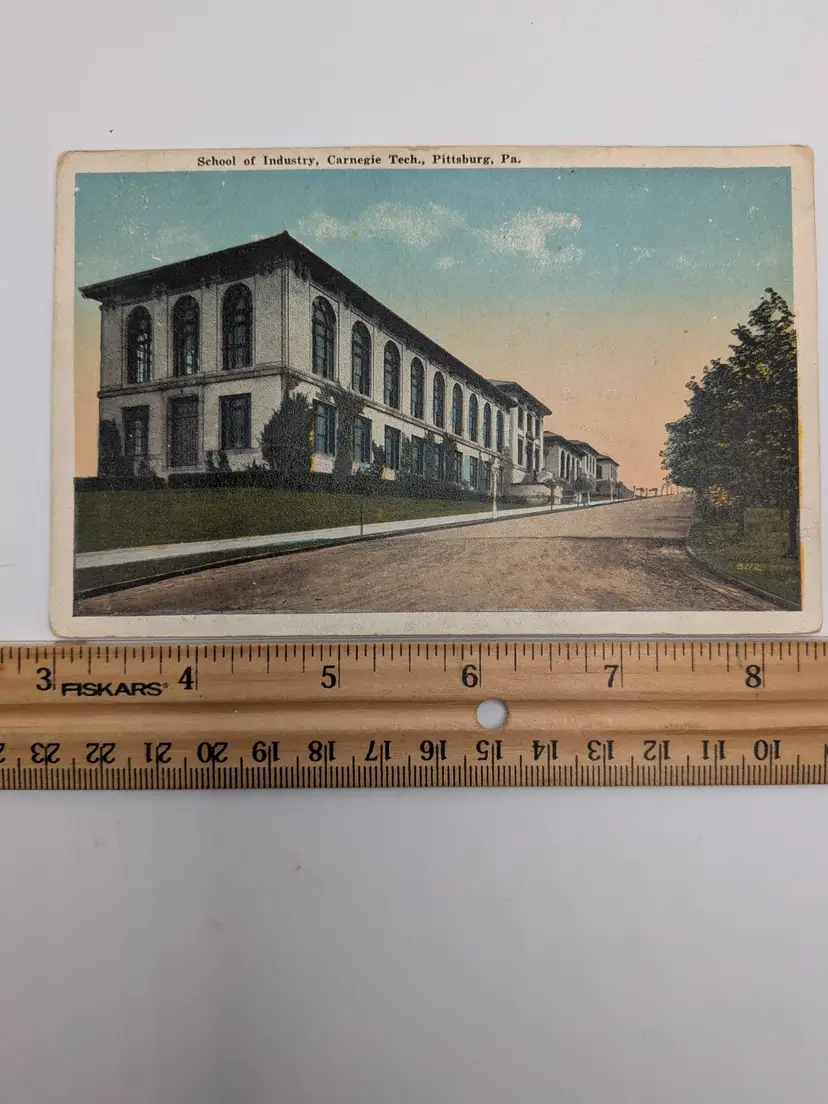 School of Industry, Carnegie Tech., Pittsburg, Pa.
8112
3 4 5 6 7 8
FISKARS®
23 22 21 20 19 18 17 16 15 14 13 12 11 10